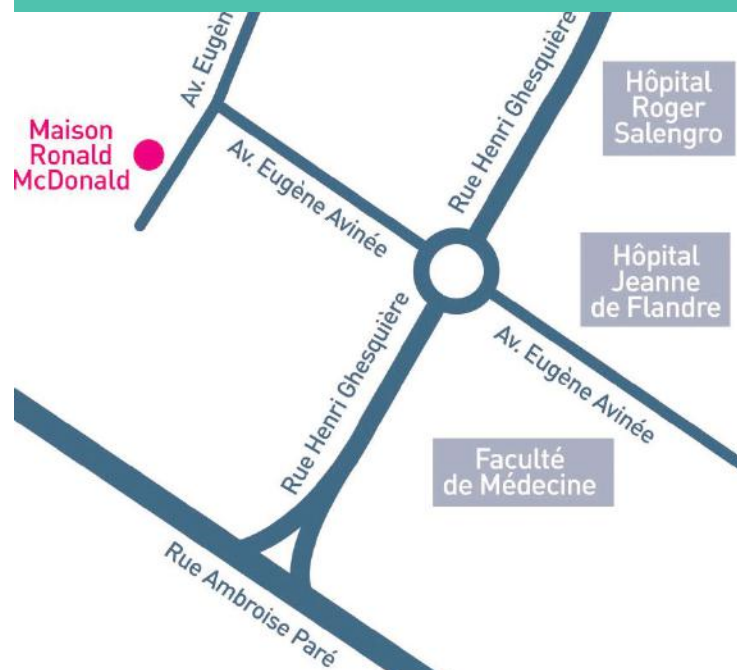 Av. Eugèn
Rue Henri Ghesquière
Hôpital
Roger
Salengro
Maison
Ronald
McDonald
Av. Eugène Avinée
Hôpital
Jeanne
de Flandre
Rue Henri Ghesquière
Av. Eugène Avinée
Faculté
de Médecine
Rue Ambroise Paré